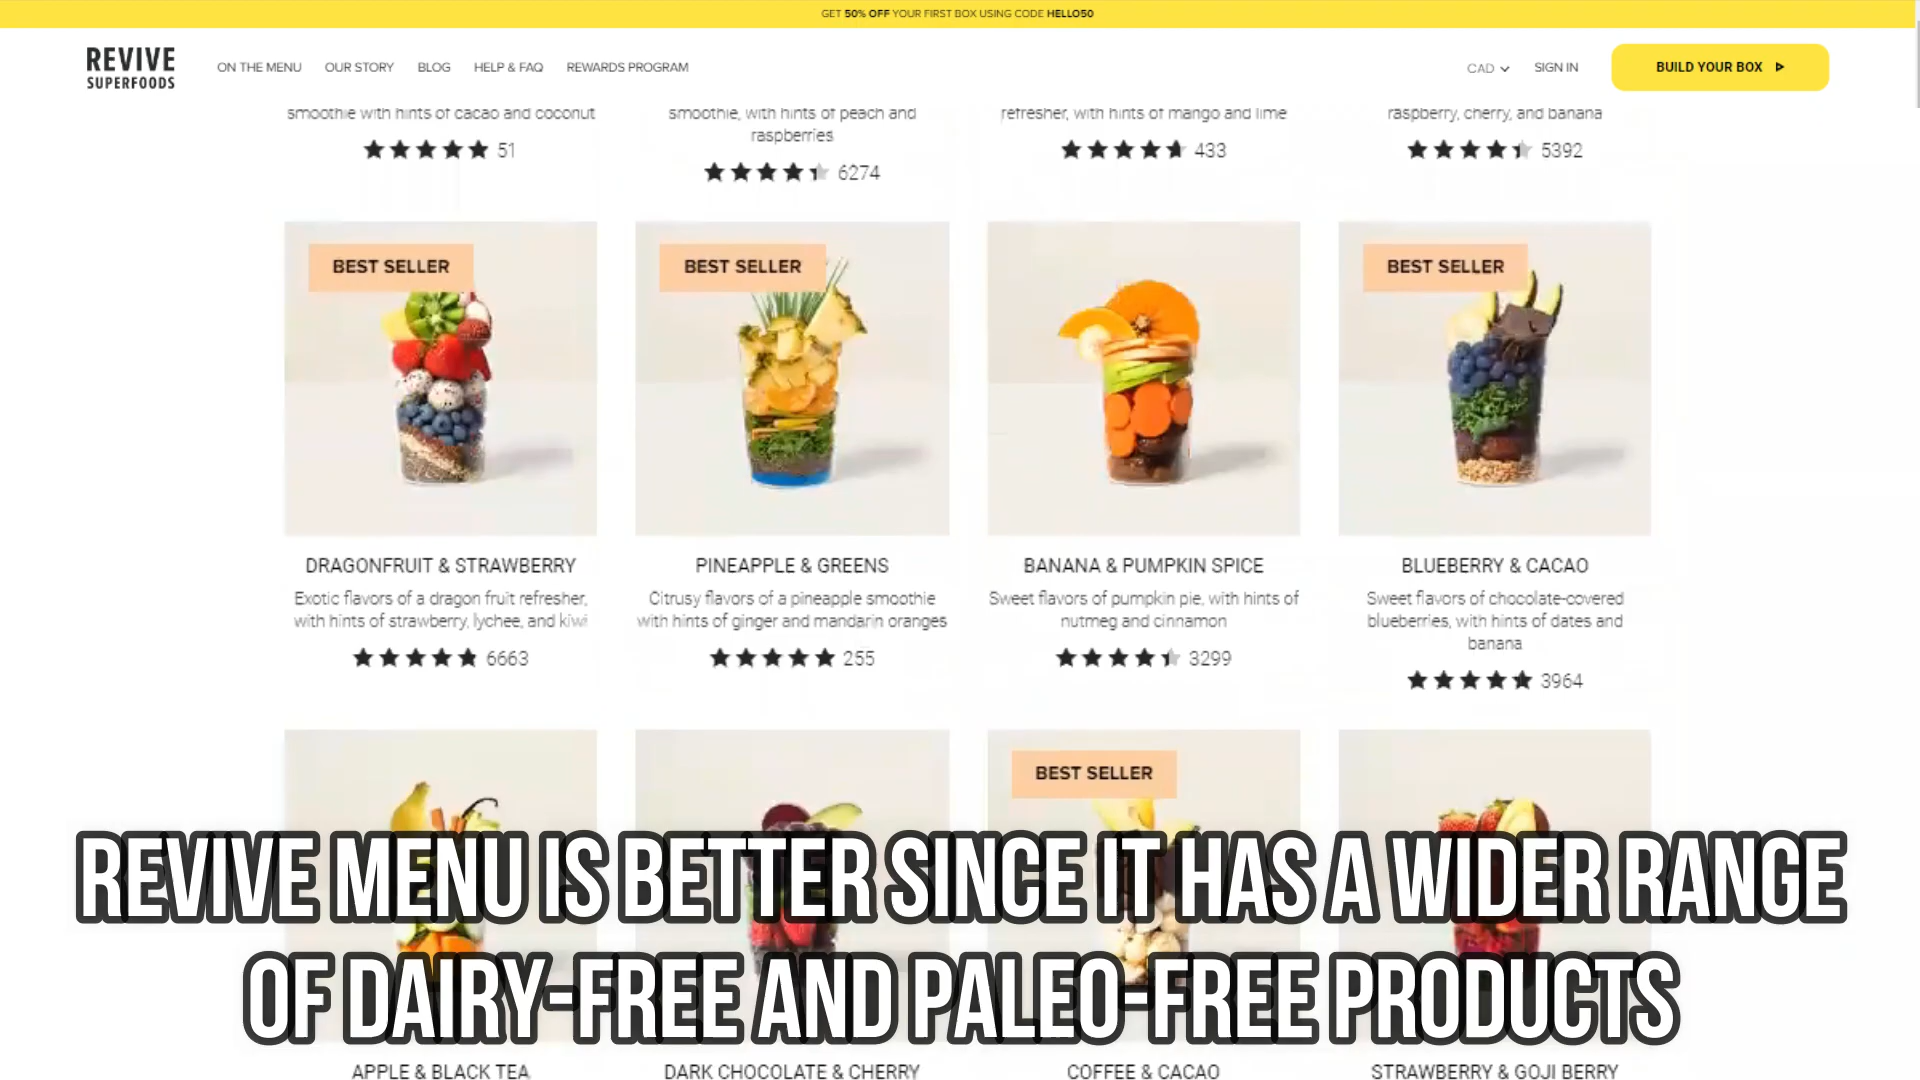 GET 50% OFF YOUR FIRST BOX USING CODE HELLO50
REVIVE
SUPERFOODS
ON THE MENU OUR STORY BLOG HELP & FAQ REWARDS PROGRAM CAD SIGN IN BUILD YOUR BOX
smoothie with hints of cacao and coconut
51
smoothie, with hints of peach and
raspberries
6274
refresher, with hints of mango and lime
433
raspberry, cherry, and banana
5392
BEST SELLER
DRAGONFRUIT & STRAWBERRY
Exotic flavors of a dragon fruit refresher,
with hints of strawberry, lychee, and kiwi
6663
BEST SELLER
PINEAPPLE & GREENS
Citrusy flavors of a pineapple smoothie
with hints of ginger and mandarin oranges
255
BANANA & PUMPKIN SPICE
Sweet flavors of pumpkin pie, with hints of
nutmeg and cinnamon
3299
BEST SELLER
BLUEBERRY & CACAO
Sweet flavors of chocolate-covered
blueberries, with hints of dates and
banana
3964
BEST SELLER
REVIVE MENU IS BETTER SINCE IT HAS A WIDER RANGE
OF DAIRY-FREE AND PALEO-FREE PRODUCTS
APPLE & BLACK TEA
DARK CHOCOLATE & CHERRY
COFFEE & CACAO
STRAWBERRY & GOJI BERRY